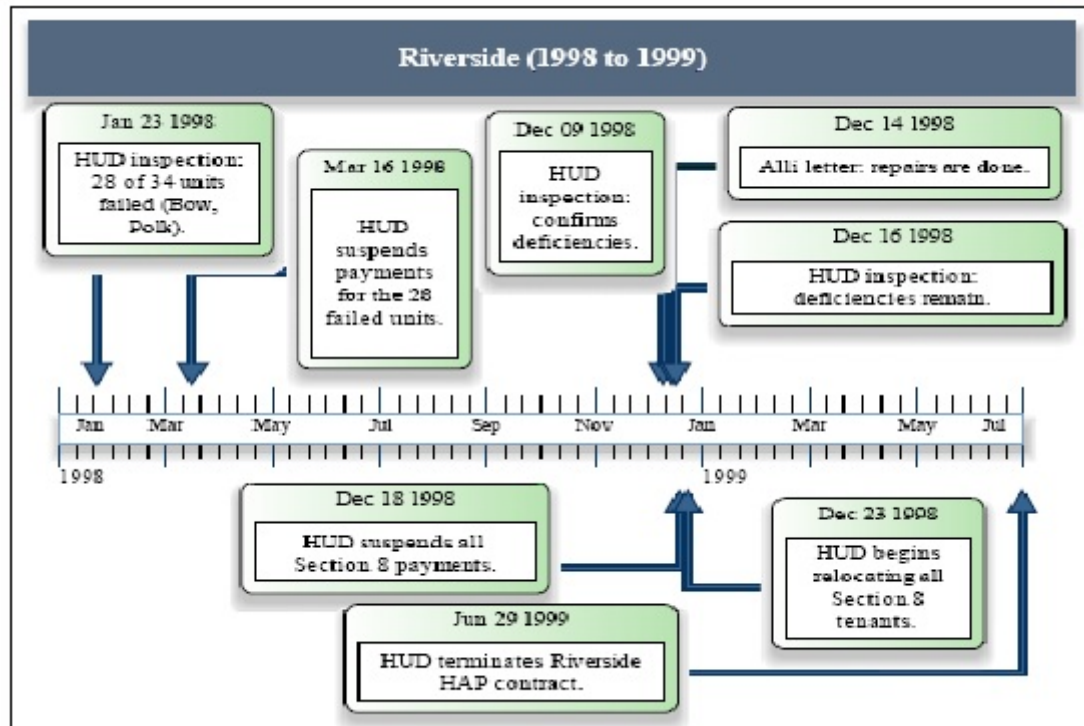 Riverside (1998 to 1999)
Jan 23 1998
HUD inspection:
28 of 34 units
failed (Bow,
Polk).
Mar 16 1998
HUD
suspends
payments
for the 28
failed units.
Dec 09 1998
HUD
inspection:
confirms
deficiencies.
Dec 14 1998
Alli letter: repairs are done.
Dec 16 1998
HUD inspection:
deficiencies remain.
Jan Mar May Jul Sep Nov Jan Mar May Jul
1998 1999
Dec 18 1998
HUD suspends all
Section 8 payments.
Dec 23 1998
HUD begins
relocating all
Section 8
tenants.
Jun 29 1999
HUD terminates Riverside
HAP contract.